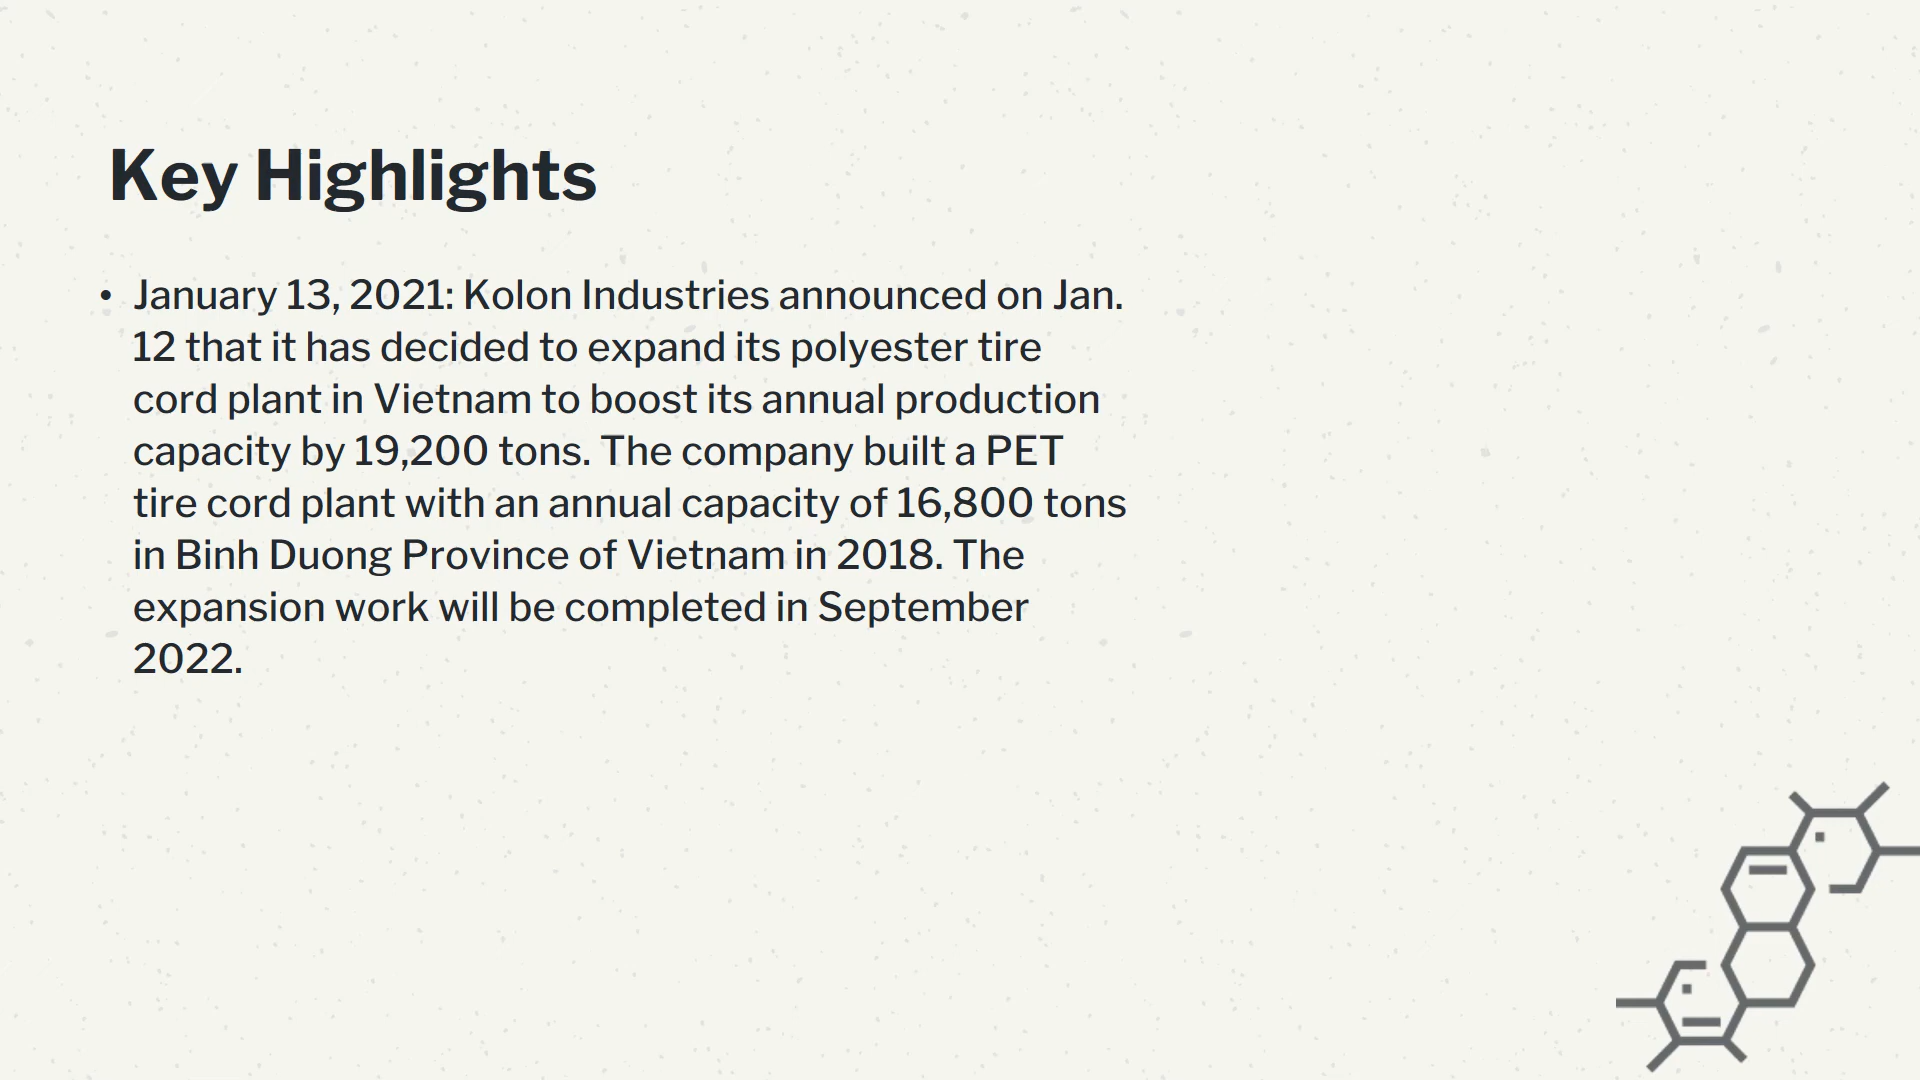 Key Highlights
• January 13, 2021: Kolon Industries announced on Jan.
12 that it has decided to expand its polyester tire
cord plant in Vietnam to boost its annual production
capacity by 19,200 tons. The company built a PET
tire cord plant with an annual capacity of 16,800 tons
in Binh Duong Province of Vietnam in 2018. The
expansion work will be completed in September
2022.